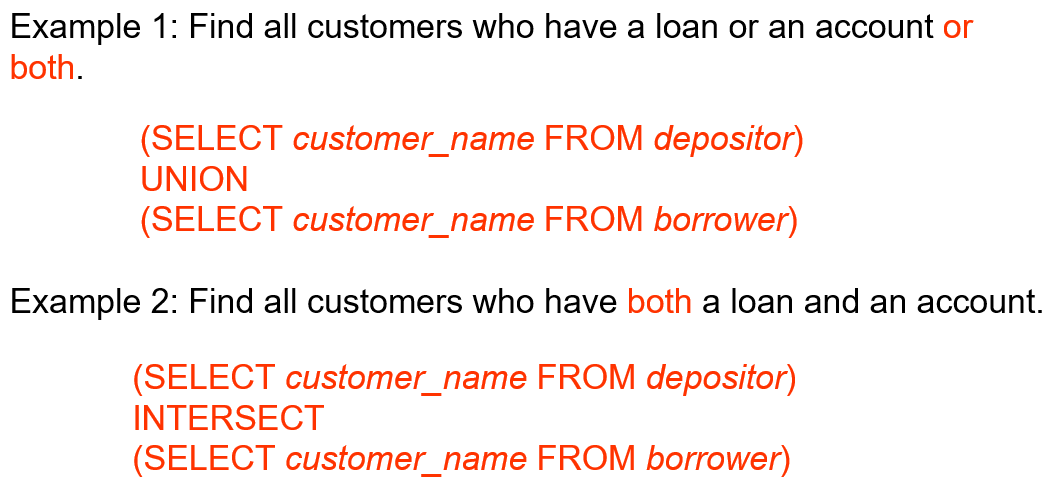 Example 1: Find all customers who have a loan or an account or
both.
(SELECT customer_name FROM depositor)
UNION
(SELECT customer_name FROM borrower)
Example 2: Find all customers who have both a loan and an account.
(SELECT customer_name FROM depositor)
INTERSECT
(SELECT customer_name FROM borrower)